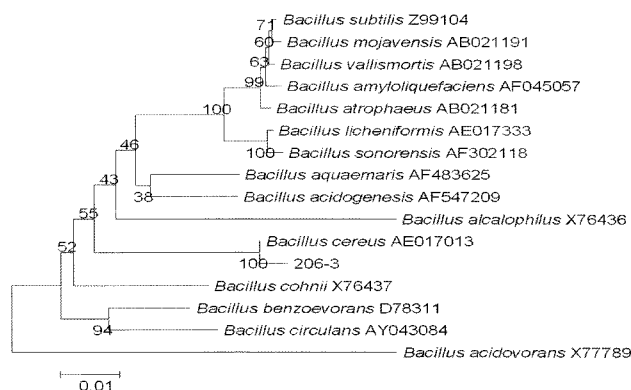 Bacillus subtilis Z99104
71
Bacillus mojavensis AB021191
60
Bacillus vallismortis AB021198
63
Bacillus amyloliquefaciens AF045057
99
Bacillus atrophaeus AB021181
100
Bacillus licheniformis AE017333
100
Bacillus sonorensis AF302118
46
Bacillus aquaemaris AF483625
43
38
Bacillus acidogenesis AF547209
55
Bacillus alcalophilus X76436
Bacillus cereus AE017013
52
100
206-3
Bacillus cohnii X76437
Bacillus benzoevorans D78311
94
Bacillus circulans AY043084
Bacillus acidovorans X77789
0.01